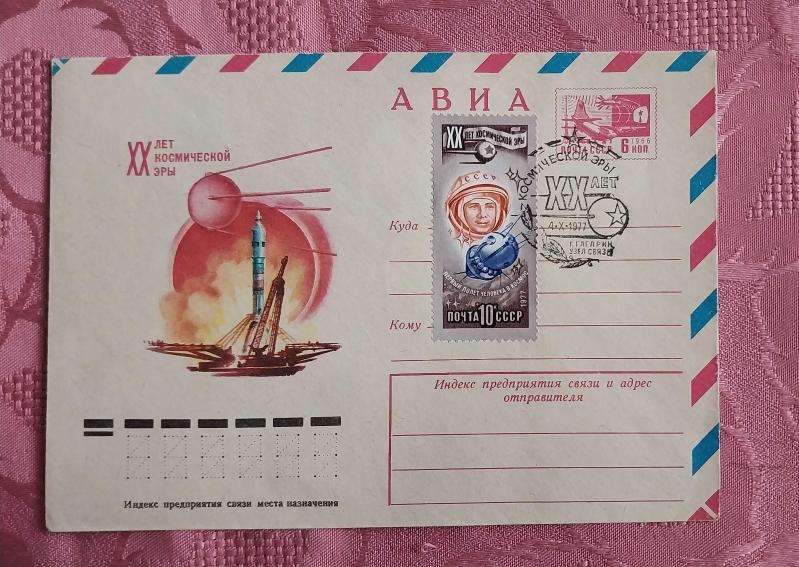 АВИА
XX ЛЕТ
КОСМИЧЕСКОЙ
ЭРЫ
1966
ПОЧТА СССР 6 КОП.
XX ЛЕТ КОСМИЧЕСКОЙ ЭРЫ
СССР
ПЕРВЫЙ ПОЛЕТ ЧЕЛОВЕКА В КОСМОС
1977
ПОЧТА 10К СССР
КОСМИЧЕСКОЙ ЭРЫ
XX ЛЕТ
4-X-1977
Г. ГАГАРИН
УЗЕЛ СВЯЗИ
Куда
Кому
Индекс предприятия связи и адрес
отправителя
Индекс предприятия связи места назначения